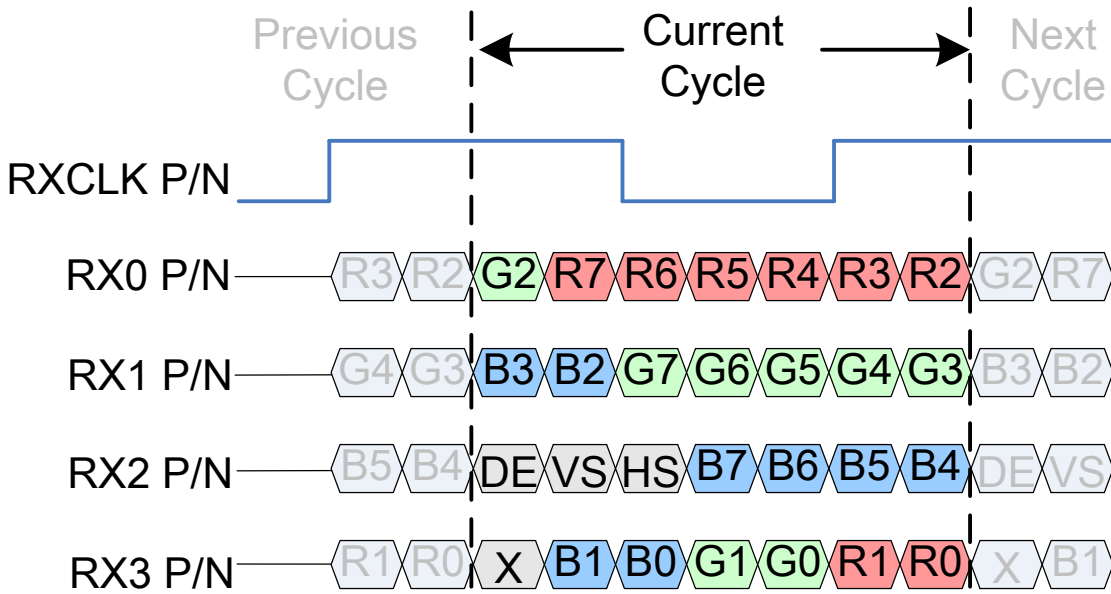 Previous Cycle
Current Cycle
Next Cycle
RXCLK P/N
RX0 P/N R3 R2 G2 R7 R6 R5 R4 R3 R2 G2 R7
RX1 P/N G4 G3 B3 B2 G7 G6 G5 G4 G3 B3 B2
RX2 P/N B5 B4 DE VS HS B7 B6 B5 B4 DE VS
RX3 P/N R1 R0 X B1 B0 G1 G0 R1 R0 X B1